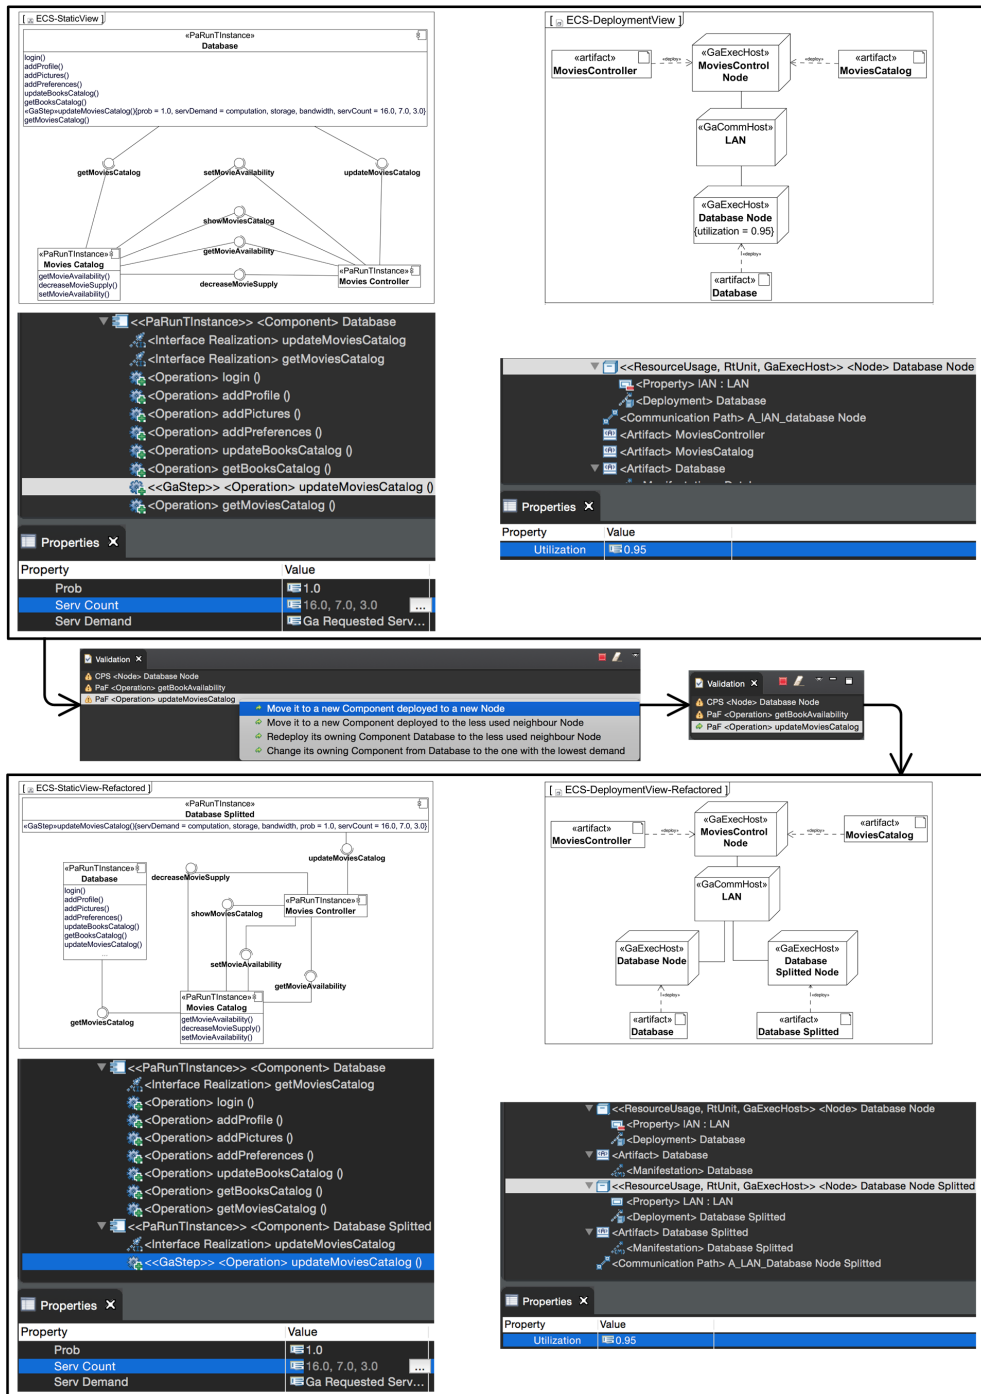 [ ECS-StaticView ]
«PaRunTInstance»
Database
login()
addProfile()
addPictures()
addPreferences()
updateBooksCatalog()
getBooksCatalog()
«GaStep»updateMoviesCatalog(){prob = 1.0, servDemand = computation, storage, bandwidth, servCount = 16.0, 7.0, 3.0}
getMoviesCatalog()
getMoviesCatalog
setMovieAvailability
updateMoviesCatalog
showMoviesCatalog
getMovieAvailability
decreaseMovieSupply
«PaRunTInstance»
Movies Catalog
getMovieAvailability()
decreaseMovieSupply()
setMovieAvailability()
«PaRunTInstance»
Movies Controller
[ ECS-DeploymentView ]
«artifact»
MoviesController
«deploy»
«GaExecHost»
MoviesControl
Node
«deploy»
«artifact»
MoviesCatalog
«GaCommHost»
LAN
«GaExecHost»
Database Node
{utilization = 0.95}
«deploy»
«artifact»
Database
<<PaRunTInstance>> <Component> Database
<Interface Realization> updateMoviesCatalog
<Interface Realization> getMoviesCatalog
<Operation> login ()
<Operation> addProfile ()
<Operation> addPictures ()
<Operation> addPreferences ()
<Operation> updateBooksCatalog ()
<Operation> getBooksCatalog ()
<<GaStep>> <Operation> updateMoviesCatalog ()
<Operation> getMoviesCatalog ()
Properties
Property Value
Prob 1.0
Serv Count 16.0, 7.0, 3.0 ...
Serv Demand Ga Requested Serv...
<<ResourceUsage, RtUnit, GaExecHost>> <Node> Database Node
<Property> lAN : LAN
<Deployment> Database
<Communication Path> A_lAN_database Node
<Artifact> MoviesController
<Artifact> MoviesCatalog
<Artifact> Database
Properties
Property Value
Utilization 0.95
Validation
CPS <Node> Database Node
PaF <Operation> getBookAvailability
PaF <Operation> updateMoviesCatalog
Move it to a new Component deployed to a new Node
Move it to a new Component deployed to the less used neighbour Node
Redeploy its owning Component Database to the less used neighbour Node
Change its owning Component from Database to the one with the lowest demand
Validation
CPS <Node> Database Node
PaF <Operation> getBookAvailability
PaF <Operation> updateMoviesCatalog
[ ECS-StaticView-Refactored ]
«PaRunTInstance»
Database Splitted
«GaStep»updateMoviesCatalog(){servDemand = computation, storage, bandwidth, prob = 1.0, servCount = 16.0, 7.0, 3.0}
updateMoviesCatalog
decreaseMovieSupply
«PaRunTInstance»
Database
login()
addProfile()
addPictures()
addPreferences()
updateBooksCatalog()
getBooksCatalog()
updateMoviesCatalog()
...
«PaRunTInstance»
Movies Controller
showMoviesCatalog
setMovieAvailability
getMovieAvailability
getMoviesCatalog
«PaRunTInstance»
Movies Catalog
getMovieAvailability()
decreaseMovieSupply()
setMovieAvailability()
[ ECS-DeploymentView-Refactored ]
«artifact»
MoviesController
«deploy»
«GaExecHost»
MoviesControl
Node
«deploy»
«artifact»
MoviesCatalog
«GaCommHost»
LAN
«GaExecHost»
Database Node
«GaExecHost»
Database
Splitted Node
«deploy»
«deploy»
«artifact»
Database
«artifact»
Database Splitted
<<PaRunTInstance>> <Component> Database
<Interface Realization> getMoviesCatalog
<Operation> login ()
<Operation> addProfile ()
<Operation> addPictures ()
<Operation> addPreferences ()
<Operation> updateBooksCatalog ()
<Operation> getBooksCatalog ()
<Operation> getMoviesCatalog ()
<<PaRunTInstance>> <Component> Database Splitted
<Interface Realization> updateMoviesCatalog
<<GaStep>> <Operation> updateMoviesCatalog ()
Properties
Property Value
Prob 1.0
Serv Count 16.0, 7.0, 3.0 ...
Serv Demand Ga Requested Serv...
<<ResourceUsage, RtUnit, GaExecHost>> <Node> Database Node
<Property> lAN : LAN
<Deployment> Database
<Artifact> Database
<Manifestation> Database
<<ResourceUsage, RtUnit, GaExecHost>> <Node> Database Node Splitted
<Property> LAN : LAN
<Deployment> Database Splitted
<Artifact> Database Splitted
<Manifestation> Database Splitted
<Communication Path> A_LAN_Database Node Splitted
Properties
Property Value
Utilization 0.95